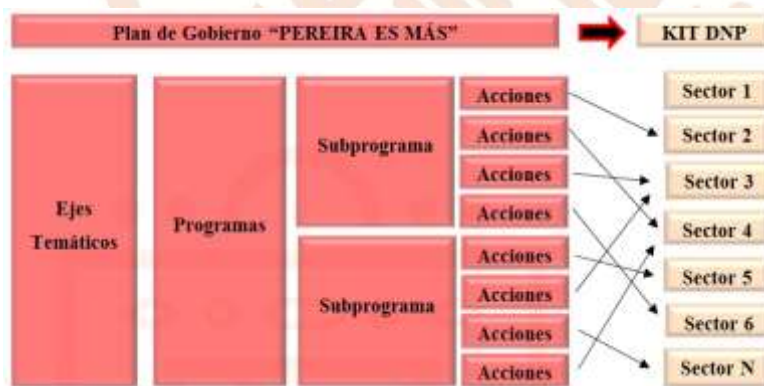 Plan de Gobierno “PEREIRA ES MÁS”
KIT DNP
Ejes
Temáticos
Programas
Subprograma
Subprograma
Acciones
Acciones
Acciones
Acciones
Acciones
Acciones
Acciones
Acciones
Sector 1
Sector 2
Sector 3
Sector 4
Sector 5
Sector 6
Sector N